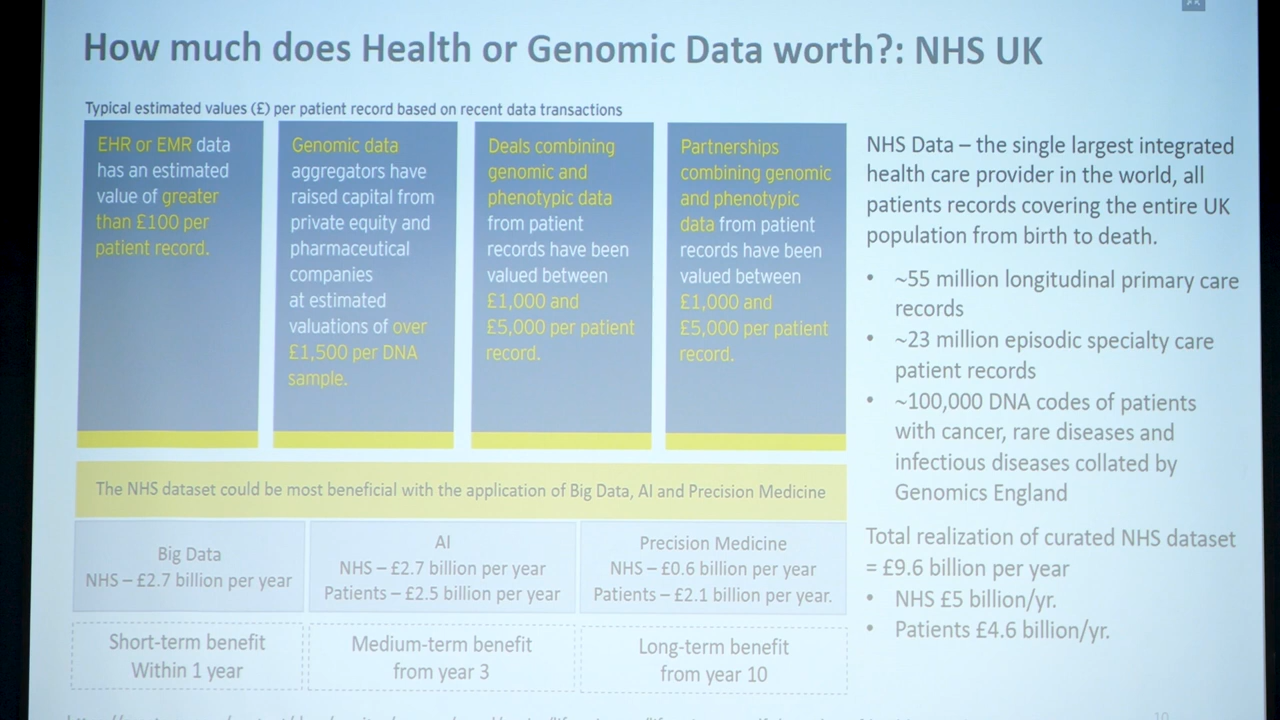 How much does Health or Genomic Data worth?: NHS UK
Typical estimated values (£) per patient record based on recent data transactions
EHR or EMR data
has an estimated
value of greater
than £100 per
patient record.
Genomic data
aggregators have
raised capital from
private equity and
pharmaceutical
companies
at estimated
valuations of over
£1,500 per DNA
sample.
Deals combining
genomic and
phenotypic data
from patient
records have been
valued between
£1,000 and
£5,000 per patient
record.
Partnerships
combining genomic
and phenotypic
data from patient
records have been
valued between
£1,000 and
£5,000 per patient
record.
The NHS dataset could be most beneficial with the application of Big Data, AI and Precision Medicine
Big Data
NHS – £2.7 billion per year
AI
NHS – £2.7 billion per year
Patients – £2.5 billion per year
Precision Medicine
NHS – £0.6 billion per year
Patients – £2.1 billion per year.
Short-term benefit
Within 1 year
Medium-term benefit
from year 3
Long-term benefit
from year 10
NHS Data – the single largest integrated
health care provider in the world, all
patients records covering the entire UK
population from birth to death.
• ~55 million longitudinal primary care
records
• ~23 million episodic specialty care
patient records
• ~100,000 DNA codes of patients
with cancer, rare diseases and
infectious diseases collated by
Genomics England
Total realization of curated NHS dataset
= £9.6 billion per year
• NHS £5 billion/yr.
• Patients £4.6 billion/yr.